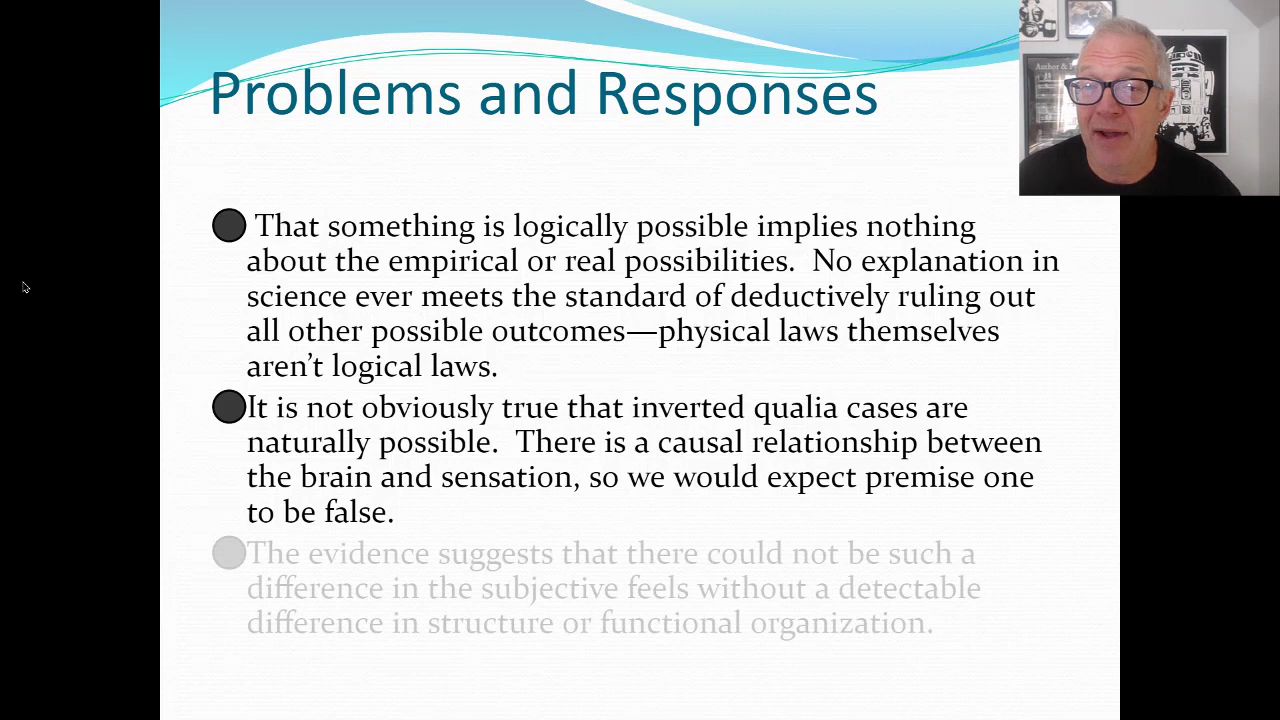 Problems and Responses
Author &
That something is logically possible implies nothing
about the empirical or real possibilities.  No explanation in
science ever meets the standard of deductively ruling out
all other possible outcomes—physical laws themselves
aren’t logical laws.
It is not obviously true that inverted qualia cases are
naturally possible.  There is a causal relationship between
the brain and sensation, so we would expect premise one
to be false.
The evidence suggests that there could not be such a
difference in the subjective feels without a detectable
difference in structure or functional organization.